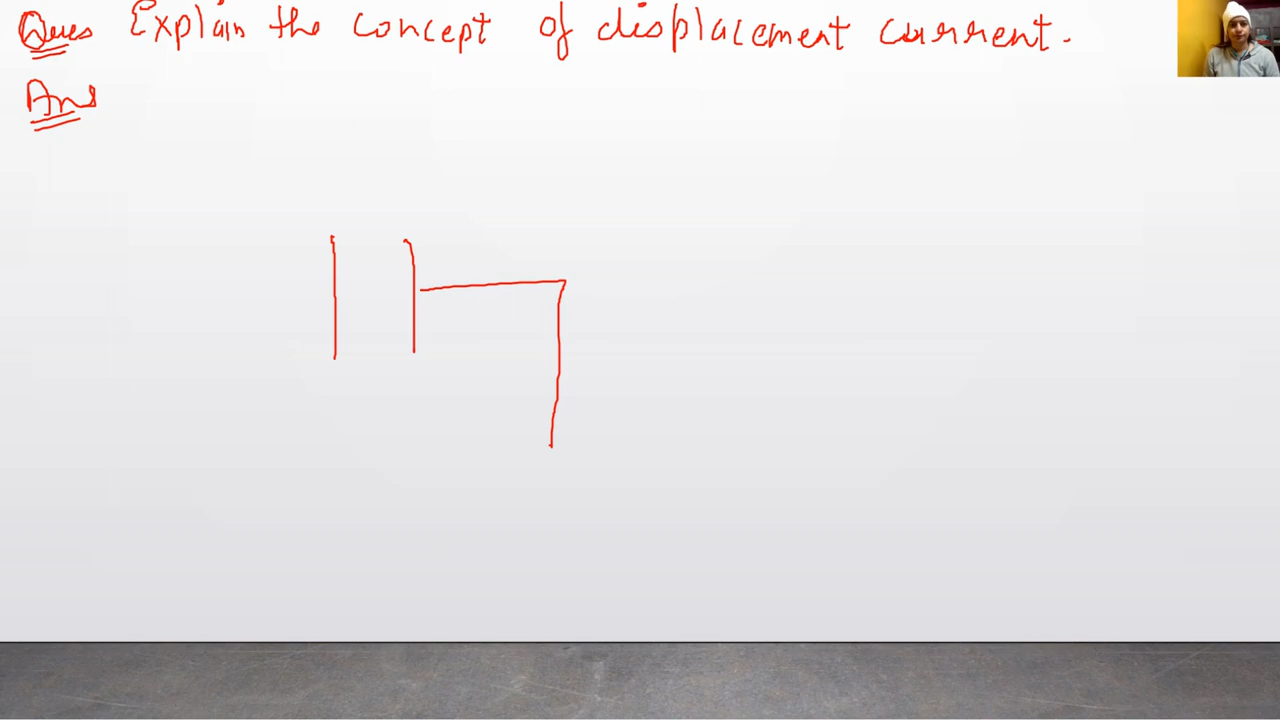 Ques Explain the concept of displacement current.
Ans